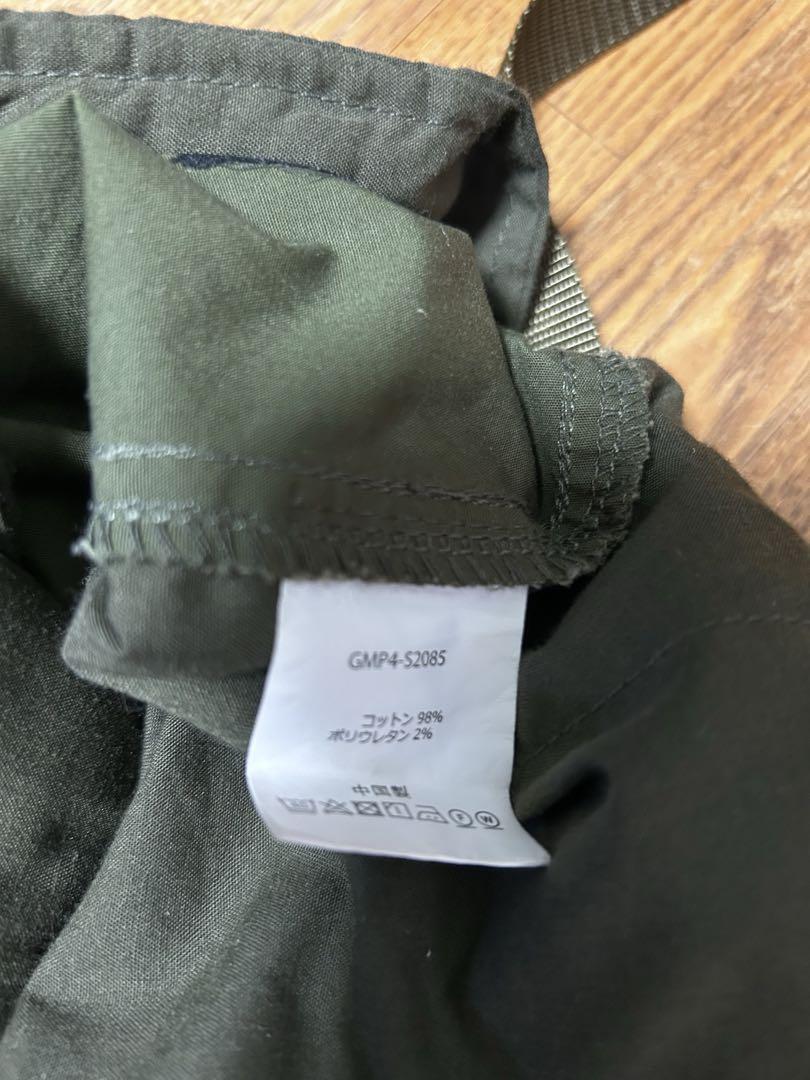 GMP4-S2085
コットン 98%
ポリウレタン 2%
中国製
F W